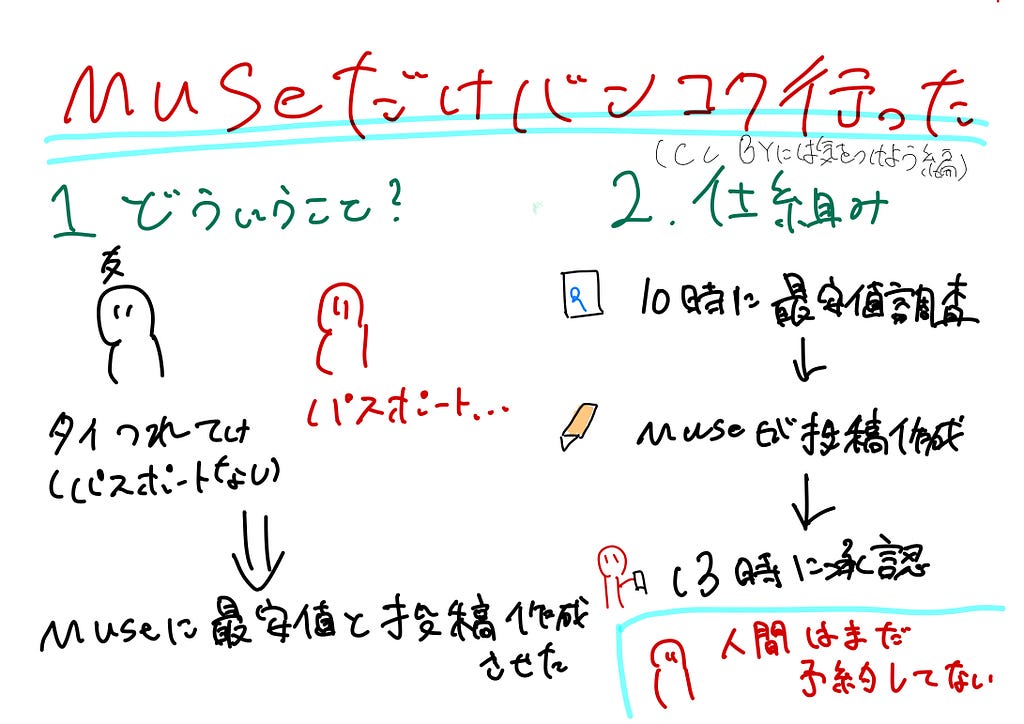 Museだけバンコク行った
(CC BYには気をつけよう編)
1 どういうこと?
友
タイつれてけ
(パスポートなし)
パスポート...
Museに最安値と投稿作成
させた
2. 仕組み
10時に最安値調査
Museが投稿作成
13時に承認
人間はまだ
予約してない